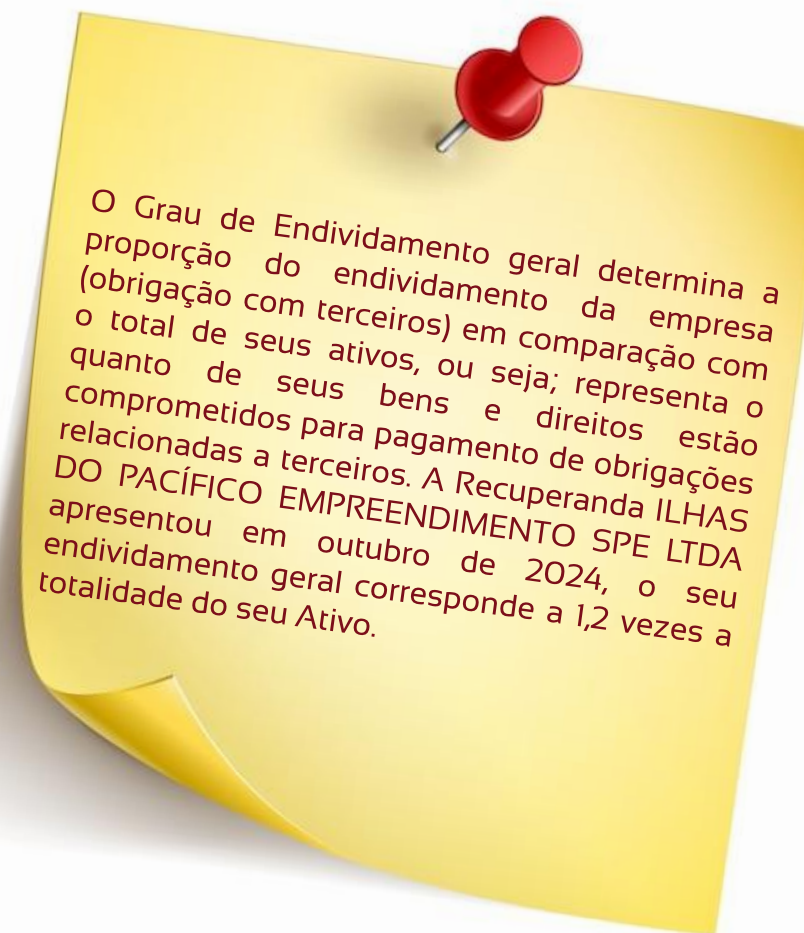 O Grau de Endividamento geral determina a
proporção do endividamento da empresa
(obrigação com terceiros) em comparação com
o total de seus ativos, ou seja; representa o
quanto de seus bens e direitos estão
comprometidos para pagamento de obrigações
relacionadas a terceiros. A Recuperanda ILHAS
DO PACÍFICO EMPREENDIMENTO SPE LTDA
apresentou em outubro de 2024, o seu
endividamento geral corresponde a 1,2 vezes a
totalidade do seu Ativo.